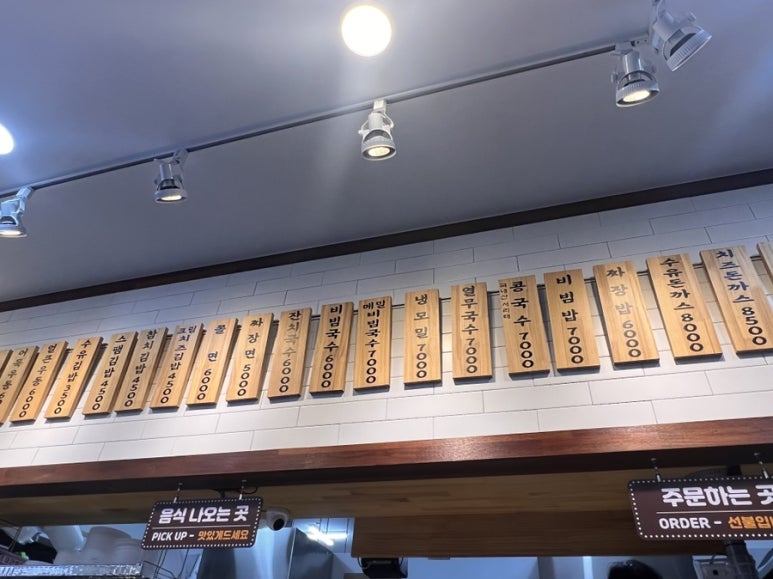 어묵우동
얼큰우동 6000
수유김밥 3500
스팸김밥 4500
참치김밥 4500
크림치즈김밥 4500
쫄면 6000
짜장면 5000
잔치국수 6000
비빔국수 6000
메밀비빔국수 7000
냉모밀 7000
열무국수 7000
콩국수 7000
비빔밥 7000
짜장밥 6000
수유돈까스 8000
치즈돈까스 8500
음식 나오는 곳
PICK UP - 맛있게드세요
주문하는 곳
ORDER - 선불입